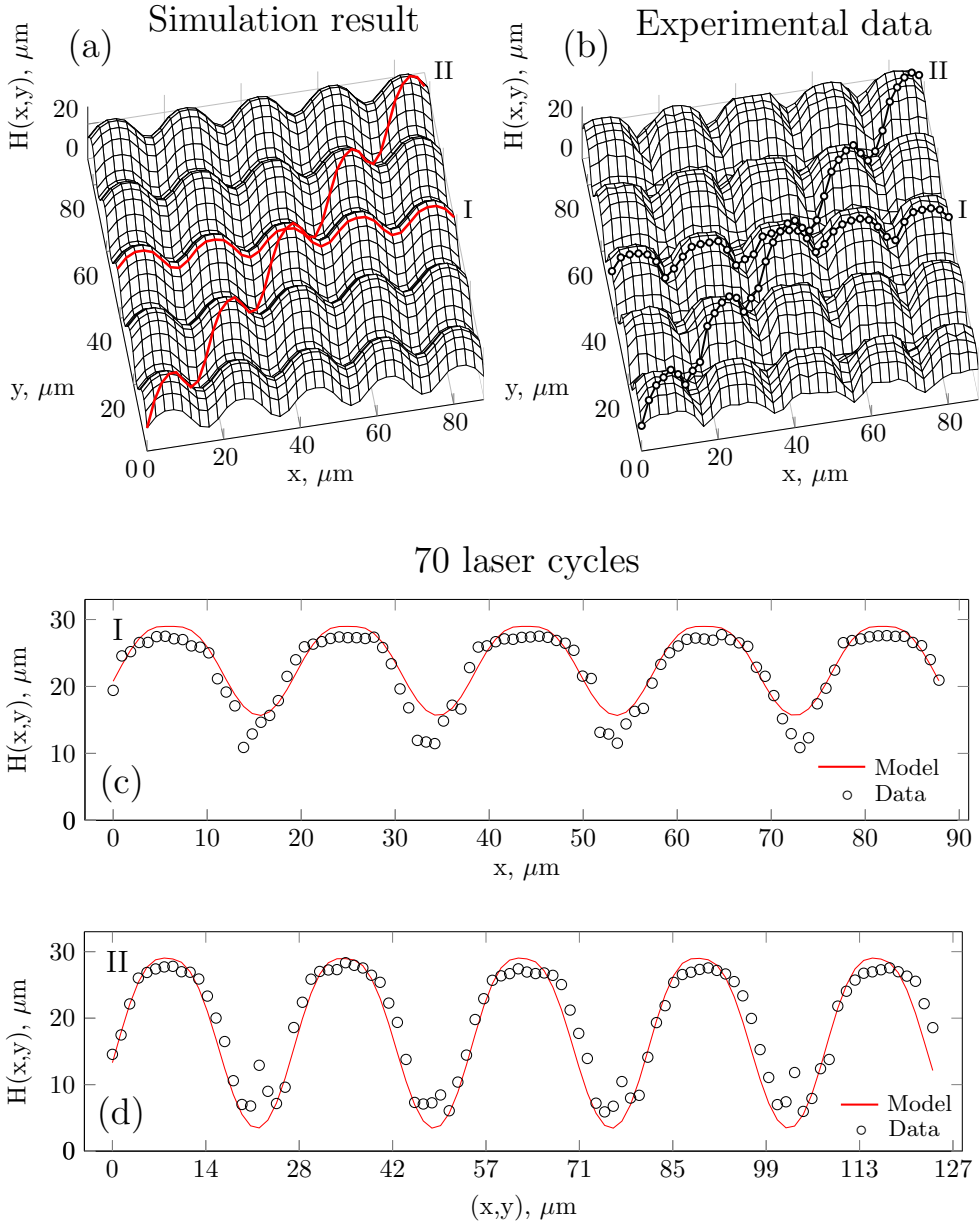 Simulation result
Experimental data
(a)
(b)
H(x,y), μm
20
0
80
60
40
20
0
y, μm
0
20
40
60
80
x, μm
II
I
H(x,y), μm
20
0
80
60
40
20
0
y, μm
0
20
40
60
80
x, μm
II
I
70 laser cycles
I
(c)
H(x,y), μm
30
20
10
0
0 10 20 30 40 50 60 70 80 90
x, μm
Model
Data
II
(d)
H(x,y), μm
30
20
10
0
0 14 28 42 57 71 85 99 113 127
(x,y), μm
Model
Data